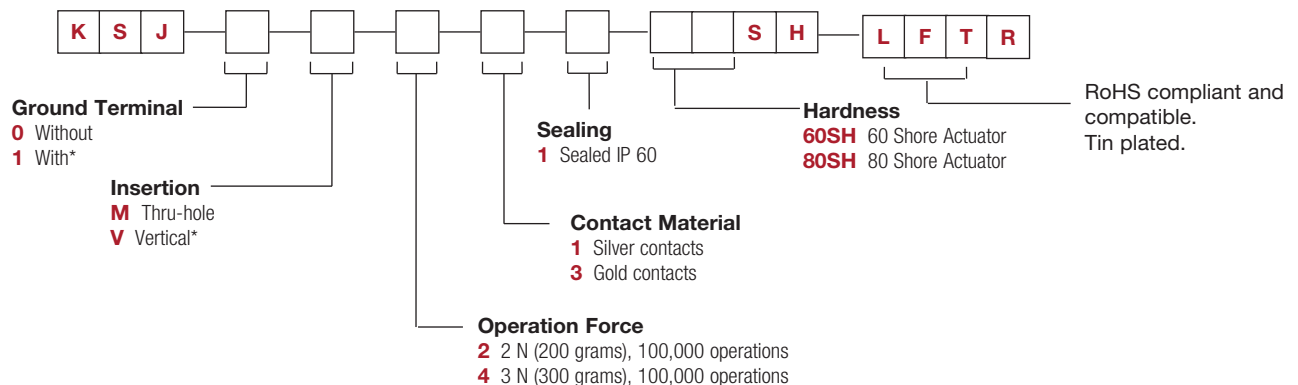 K S J S H L F T R
Ground Terminal
0 Without
1 With*
Insertion
M Thru-hole
V Vertical*
Operation Force
2 2 N (200 grams), 100,000 operations
4 3 N (300 grams), 100,000 operations
Contact Material
1 Silver contacts
3 Gold contacts
Sealing
1 Sealed IP 60
Hardness
60SH 60 Shore Actuator
80SH 80 Shore Actuator
RoHS compliant and
compatible.
Tin plated.